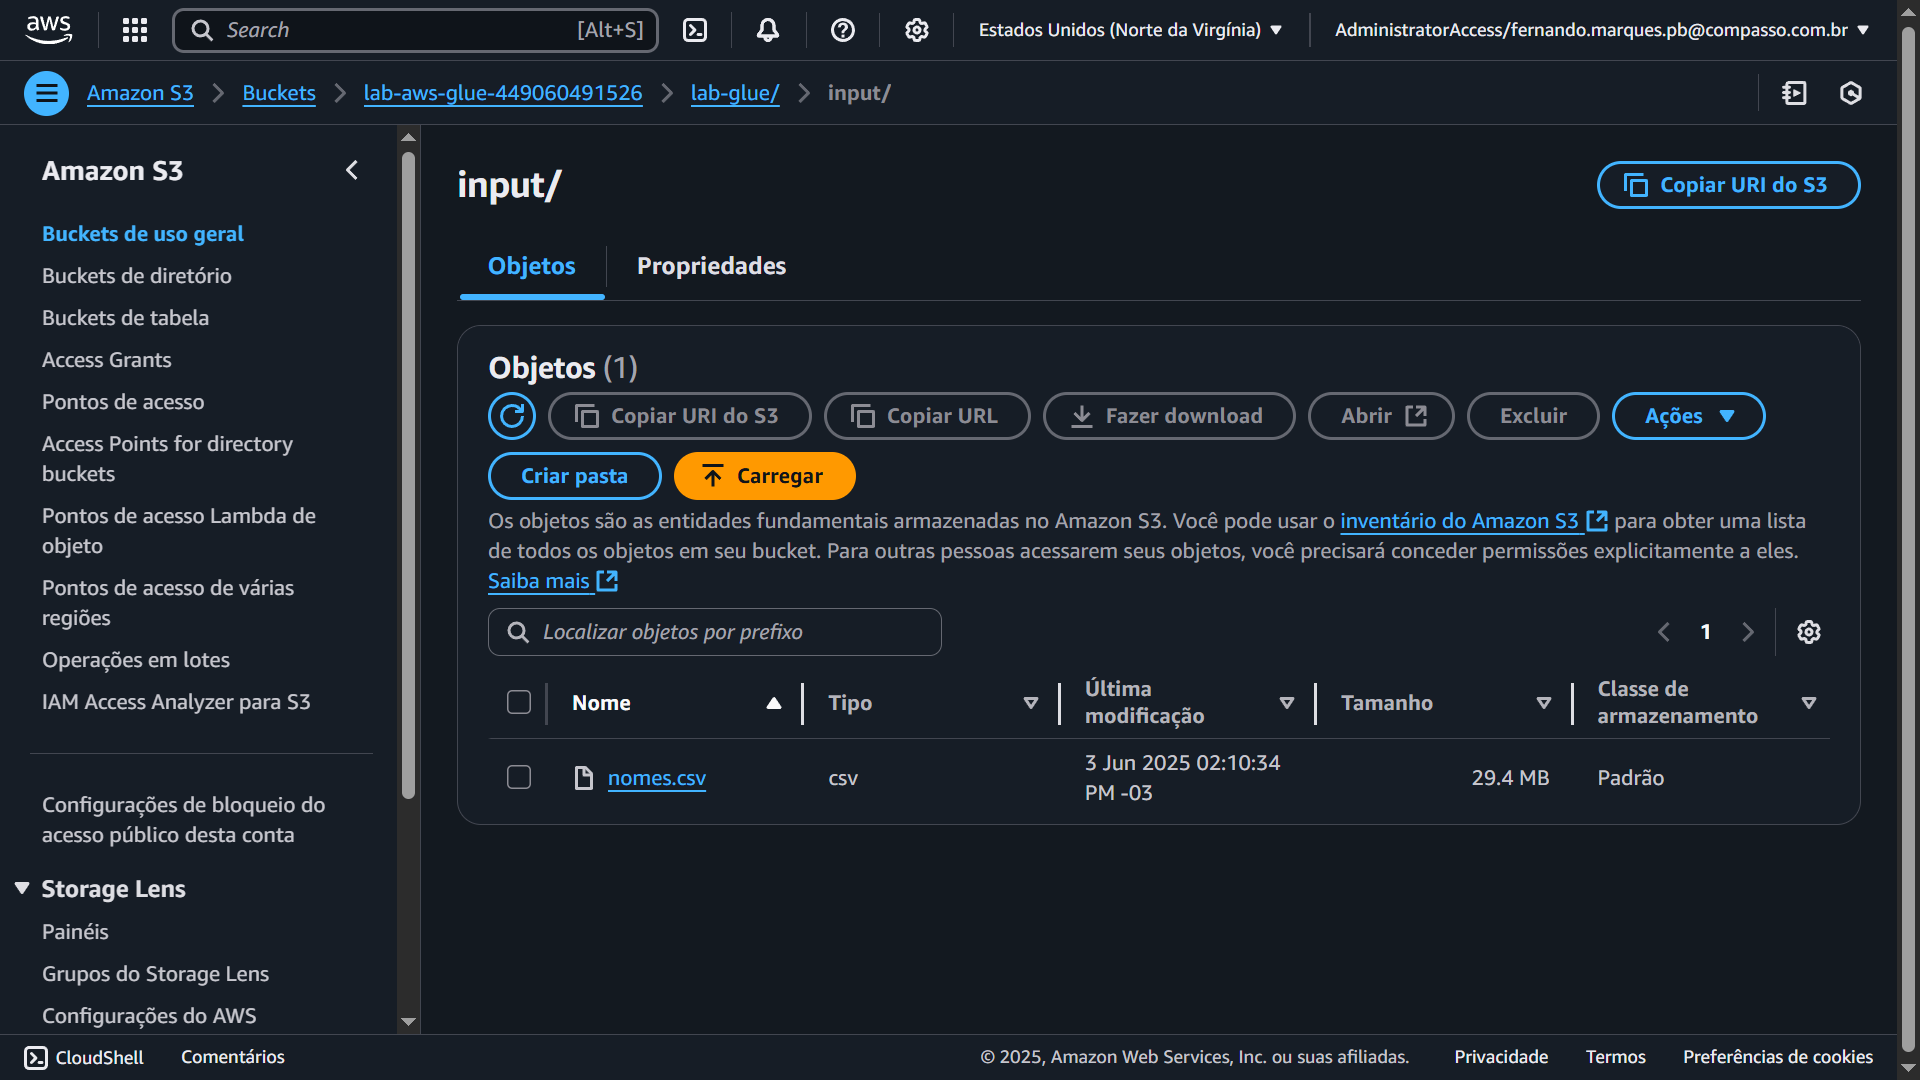 aws
Search [Alt+S]
Estados Unidos (Norte da Virgínia)
AdministratorAccess/fernando.marques.pb@compasso.com.br
Amazon S3 > Buckets > lab-aws-glue-449060491526 > lab-glue/ > input/
Amazon S3
Buckets de uso geral
Buckets de diretório
Buckets de tabela
Access Grants
Pontos de acesso
Access Points for directory
buckets
Pontos de acesso Lambda de
objeto
Pontos de acesso de várias
regiões
Operações em lotes
IAM Access Analyzer para S3
Configurações de bloqueio do
acesso público desta conta
Storage Lens
Painéis
Grupos do Storage Lens
Configurações do AWS
input/
Copiar URI do S3
Objetos
Propriedades
Objetos (1)
Copiar URI do S3
Copiar URL
Fazer download
Abrir
Excluir
Ações
Criar pasta
Carregar
Os objetos são as entidades fundamentais armazenadas no Amazon S3. Você pode usar o inventário do Amazon S3 para obter uma lista
de todos os objetos em seu bucket. Para outras pessoas acessarem seus objetos, você precisará conceder permissões explicitamente a eles.
Saiba mais
Localizar objetos por prefixo
1
Nome
Tipo
Última
modificação
Tamanho
Classe de
armazenamento
nomes.csv
csv
3 Jun 2025 02:10:34
PM -03
29.4 MB
Padrão
CloudShell
Comentários
© 2025, Amazon Web Services, Inc. ou suas afiliadas.
Privacidade
Termos
Preferências de cookies